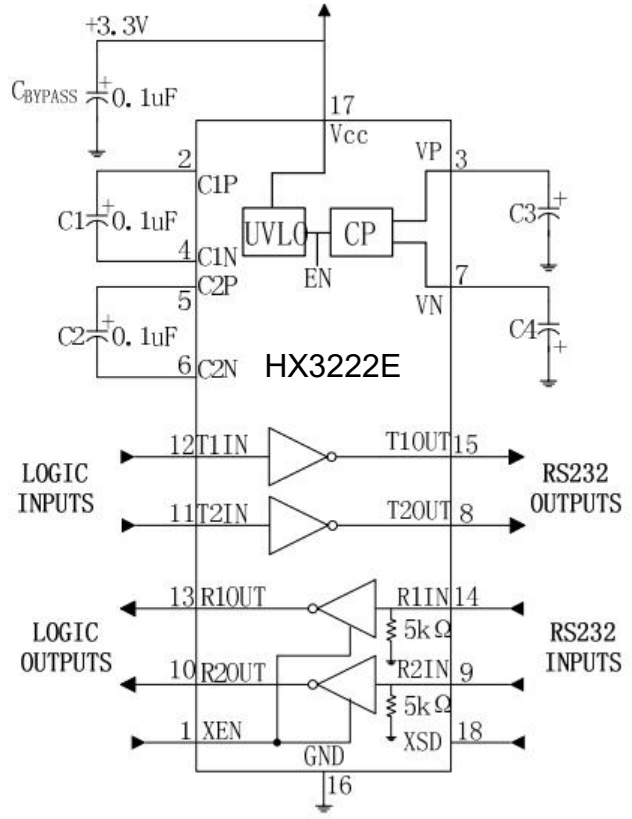 +3.3V
CBYPASS
+
0.1uF
17
Vcc
2
C1P
VP
3
C1
+
0.1uF
UVLO
CP
C3
+
4
C1N
EN
C2P
5
7
VN
C2
+
0.1uF
C4
+
6
C2N
HX3222E
12
T1IN
T1OUT
15
LOGIC
INPUTS
RS232
OUTPUTS
11
T2IN
T2OUT
8
13
R1OUT
R1IN
14
5kΩ
LOGIC
OUTPUTS
RS232
INPUTS
10
R2OUT
R2IN
9
5kΩ
1
XEN
XSD
18
GND
16